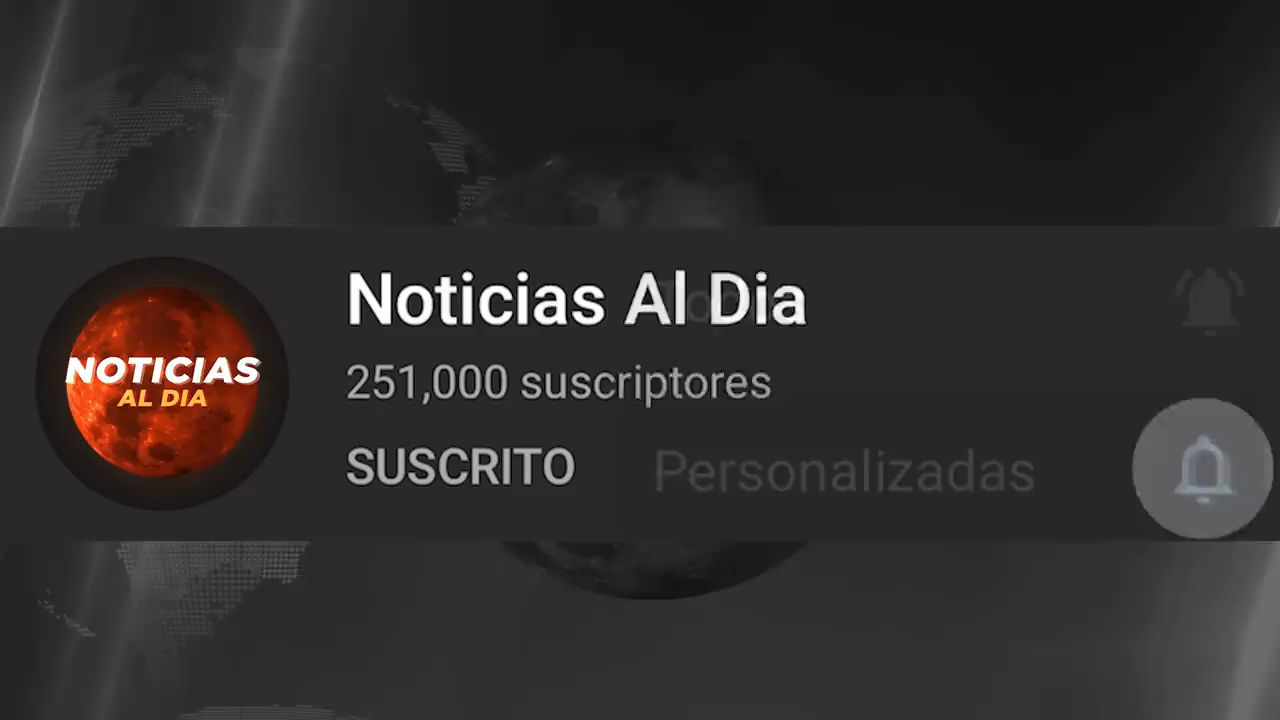 NOTICIAS
AL DIA
Noticias Al Dia
251,000 suscriptores
SUSCRITO
Personalizadas